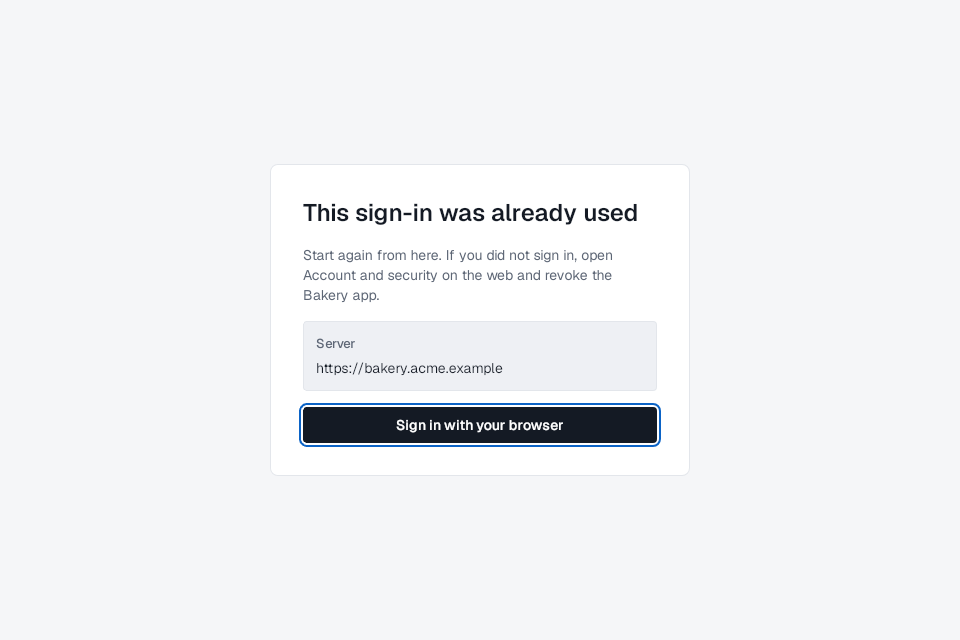 This sign-in was already used
Start again from here. If you did not sign in, open
Account and security on the web and revoke the
Bakery app.
Server
https://bakery.acme.example
Sign in with your browser